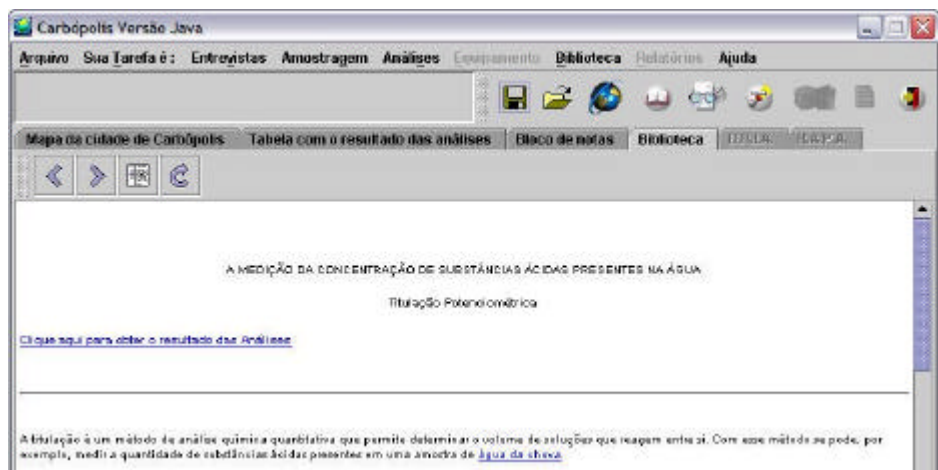 Carbópolis Versão Java
Arquivo Sua Tarefa é: Entrevistas Amostragem Análises Equipamento Biblioteca Relatórios Ajuda
Mapa da cidade de Carbópolis Tabela com o resultado das análises Bloco de notas Biblioteca
A MEDIÇÃO DA CONCENTRAÇÃO DE SUBSTÂNCIAS ÁCIDAS PRESENTES NA ÁGUA
Titulação Potenciométrica
Clique aqui para obter o resultado das Análises
A titulação é um método de análise química quantitativa que permite determinar o volume de soluções que reagem entre si. Com esse método se pode, por
exemplo, medir a quantidade de substâncias ácidas presentes em uma amostra de água da chuva